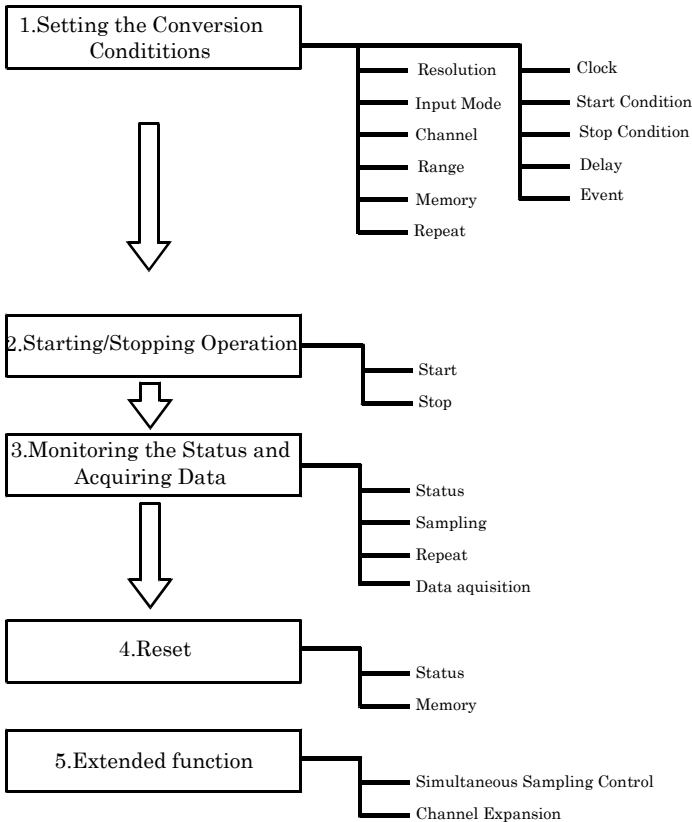 1.Setting the Conversion
Condititions
Resolution
Input Mode
Channel
Range
Memory
Repeat
Clock
Start Condition
Stop Condition
Delay
Event
2.Starting/Stopping Operation
Start
Stop
3.Monitoring the Status and
Acquiring Data
Status
Sampling
Repeat
Data aquisition
4.Reset
Status
Memory
5.Extended function
Simultaneous Sampling Control
Channel Expansion